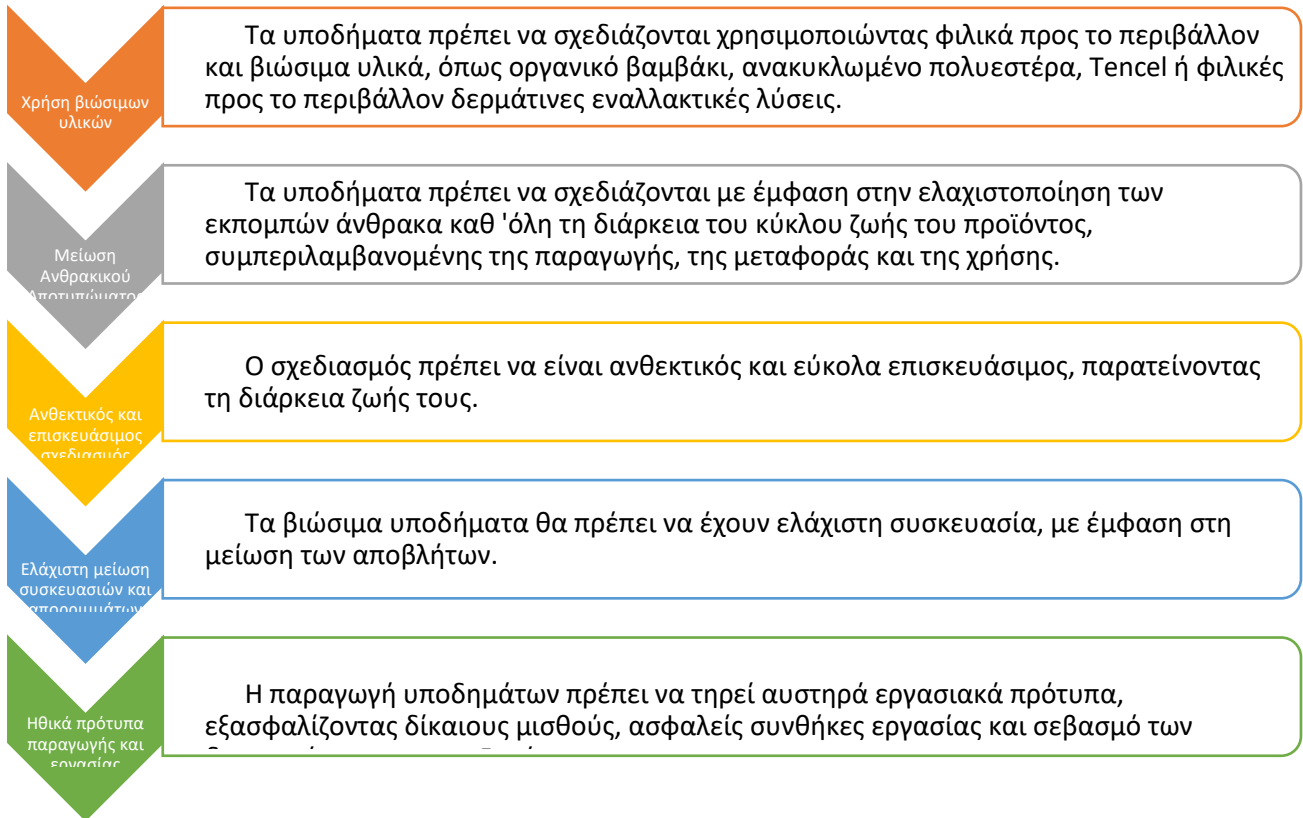 Χρήση βιώσιμων
υλικών
Τα υποδήματα πρέπει να σχεδιάζονται χρησιμοποιώντας φιλικά προς το περιβάλλον
και βιώσιμα υλικά, όπως οργανικό βαμβάκι, ανακυκλωμένο πολυεστέρα, Tencel ή φιλικές
προς το περιβάλλον δερμάτινες εναλλακτικές λύσεις.
Μείωση
Ανθρακικού
Αποτυπώματος
Τα υποδήματα πρέπει να σχεδιάζονται με έμφαση στην ελαχιστοποίηση των
εκπομπών άνθρακα καθ 'όλη τη διάρκεια του κύκλου ζωής του προϊόντος,
συμπεριλαμβανομένης της παραγωγής, της μεταφοράς και της χρήσης.
Ανθεκτικός και
επισκευάσιμος
σχεδιασμός
Ο σχεδιασμός πρέπει να είναι ανθεκτικός και εύκολα επισκευάσιμος, παρατείνοντας
τη διάρκεια ζωής τους.
Ελάχιστη μείωση
συσκευασιών και
απορριμμάτων
Τα βιώσιμα υποδήματα θα πρέπει να έχουν ελάχιστη συσκευασία, με έμφαση στη
μείωση των αποβλήτων.
Ηθικά πρότυπα
παραγωγής και
εργασίας
Η παραγωγή υποδημάτων πρέπει να τηρεί αυστηρά εργασιακά πρότυπα,
εξασφαλίζοντας δίκαιους μισθούς, ασφαλείς συνθήκες εργασίας και σεβασμό των